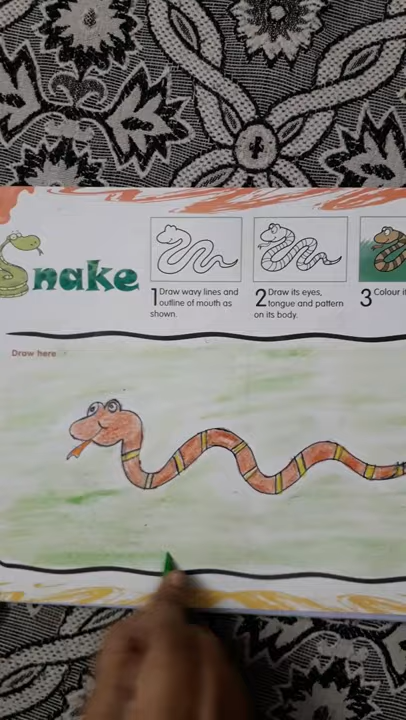 Snake
1 Draw wavy lines and
outline of mouth as
shown.
2 Draw its eyes,
tongue and pattern
on its body.
3 Colour it
Draw here